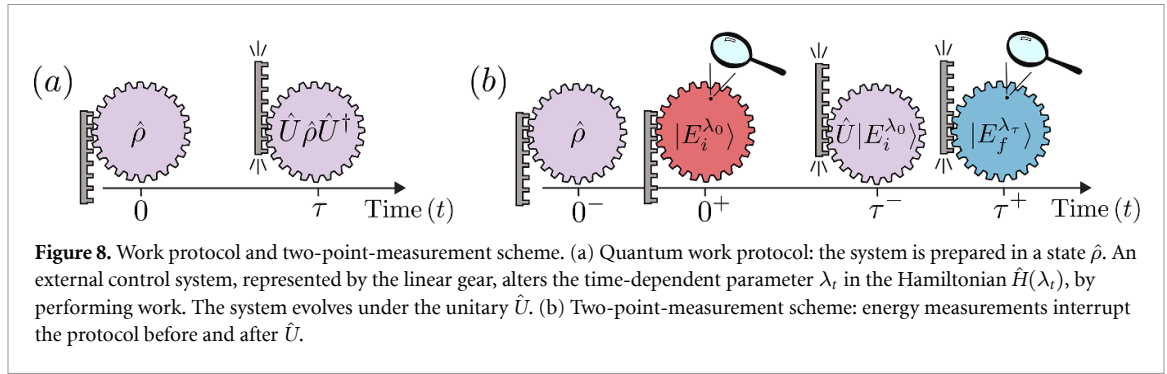 (a)
ρ̂
Ûρ̂Û†
0
τ
Time (t)
(b)
ρ̂
|E_i^{λ_0}⟩
Û|E_i^{λ_0}⟩
|E_f^{λ_τ}⟩
0⁻
0⁺
τ⁻
τ⁺
Time (t)
Figure 8. Work protocol and two-point-measurement scheme. (a) Quantum work protocol: the system is prepared in a state ρ̂. An
external control system, represented by the linear gear, alters the time-dependent parameter λ_t in the Hamiltonian Ĥ(λ_t), by
performing work. The system evolves under the unitary Û. (b) Two-point-measurement scheme: energy measurements interrupt
the protocol before and after Û.